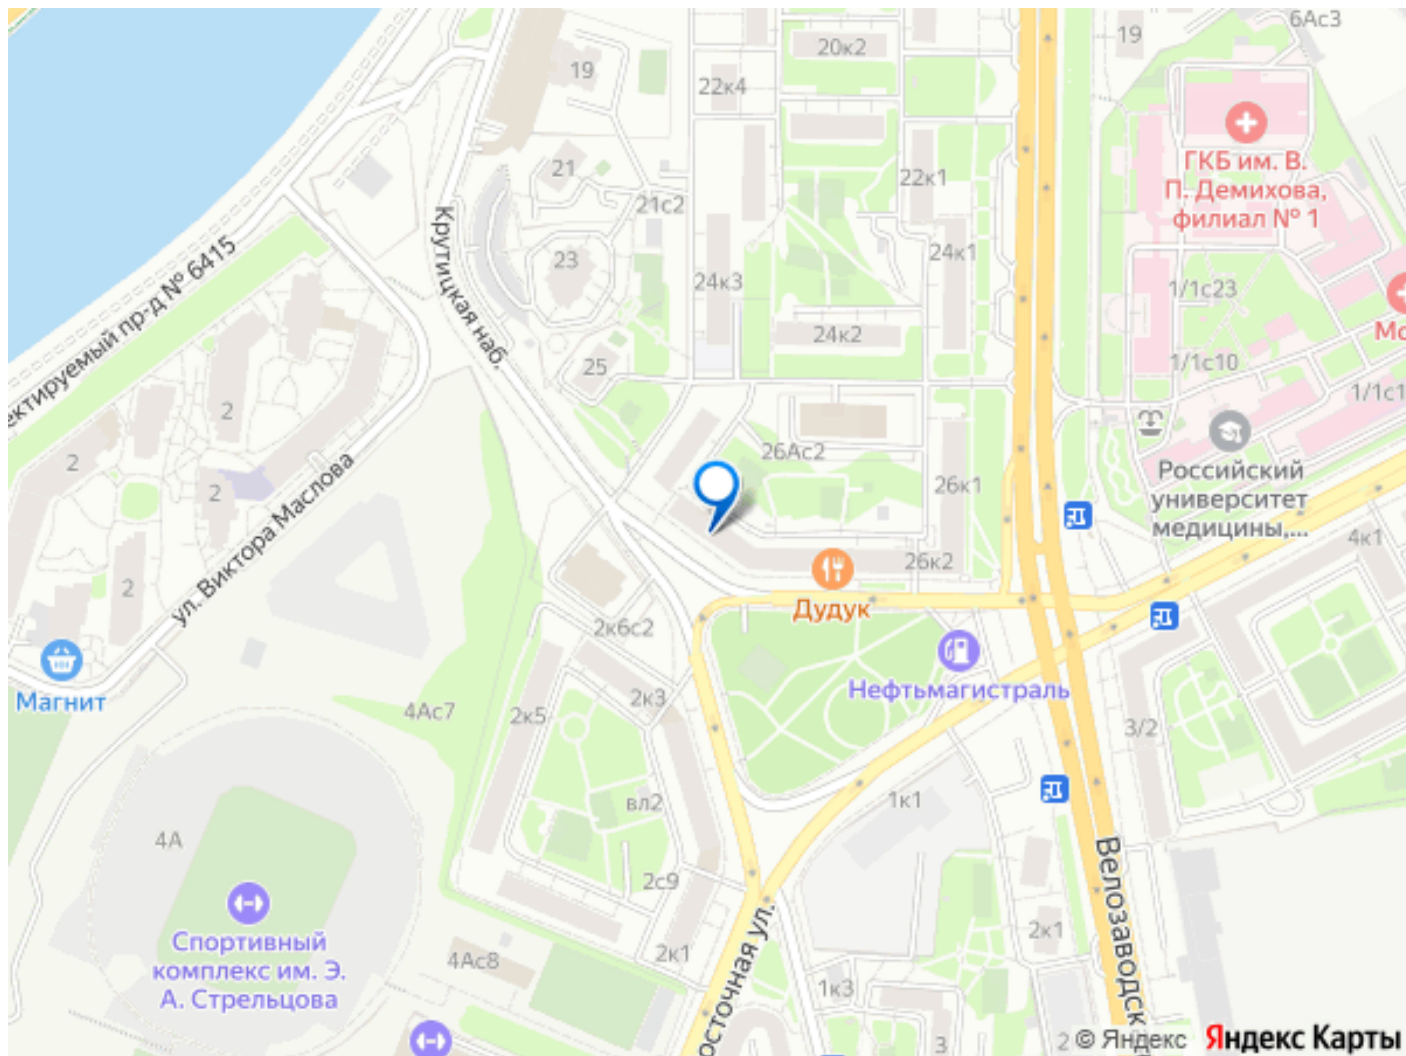 6Ас3
19
20к2
19
22к4
ГКБ им. В.
П. Демихова,
филиал № 1
21
22к1
21с2
Крутицкая наб.
23
24к1
24к3
1/1с23
ектируемый пр-д № 6415
Мо
24к2
25
1/1с10
1/1с1
2
26Ас2
2
Российский
университет
медицины,...
26к1
2
ул. Виктора Маслова
4к1
26к2
2
Дудук
2к6с2
Магнит
Нефтьмагистраль
2к3
4Ас7
2к5
3/2
вл2
1к1
4А
Велозаводск
2с9
Спортивный
комплекс им. Э.
А. Стрельцова
2к1
4Ас8
2к1
осточная ул.
1к3
3
2
© Яндекс
Яндекс Карты